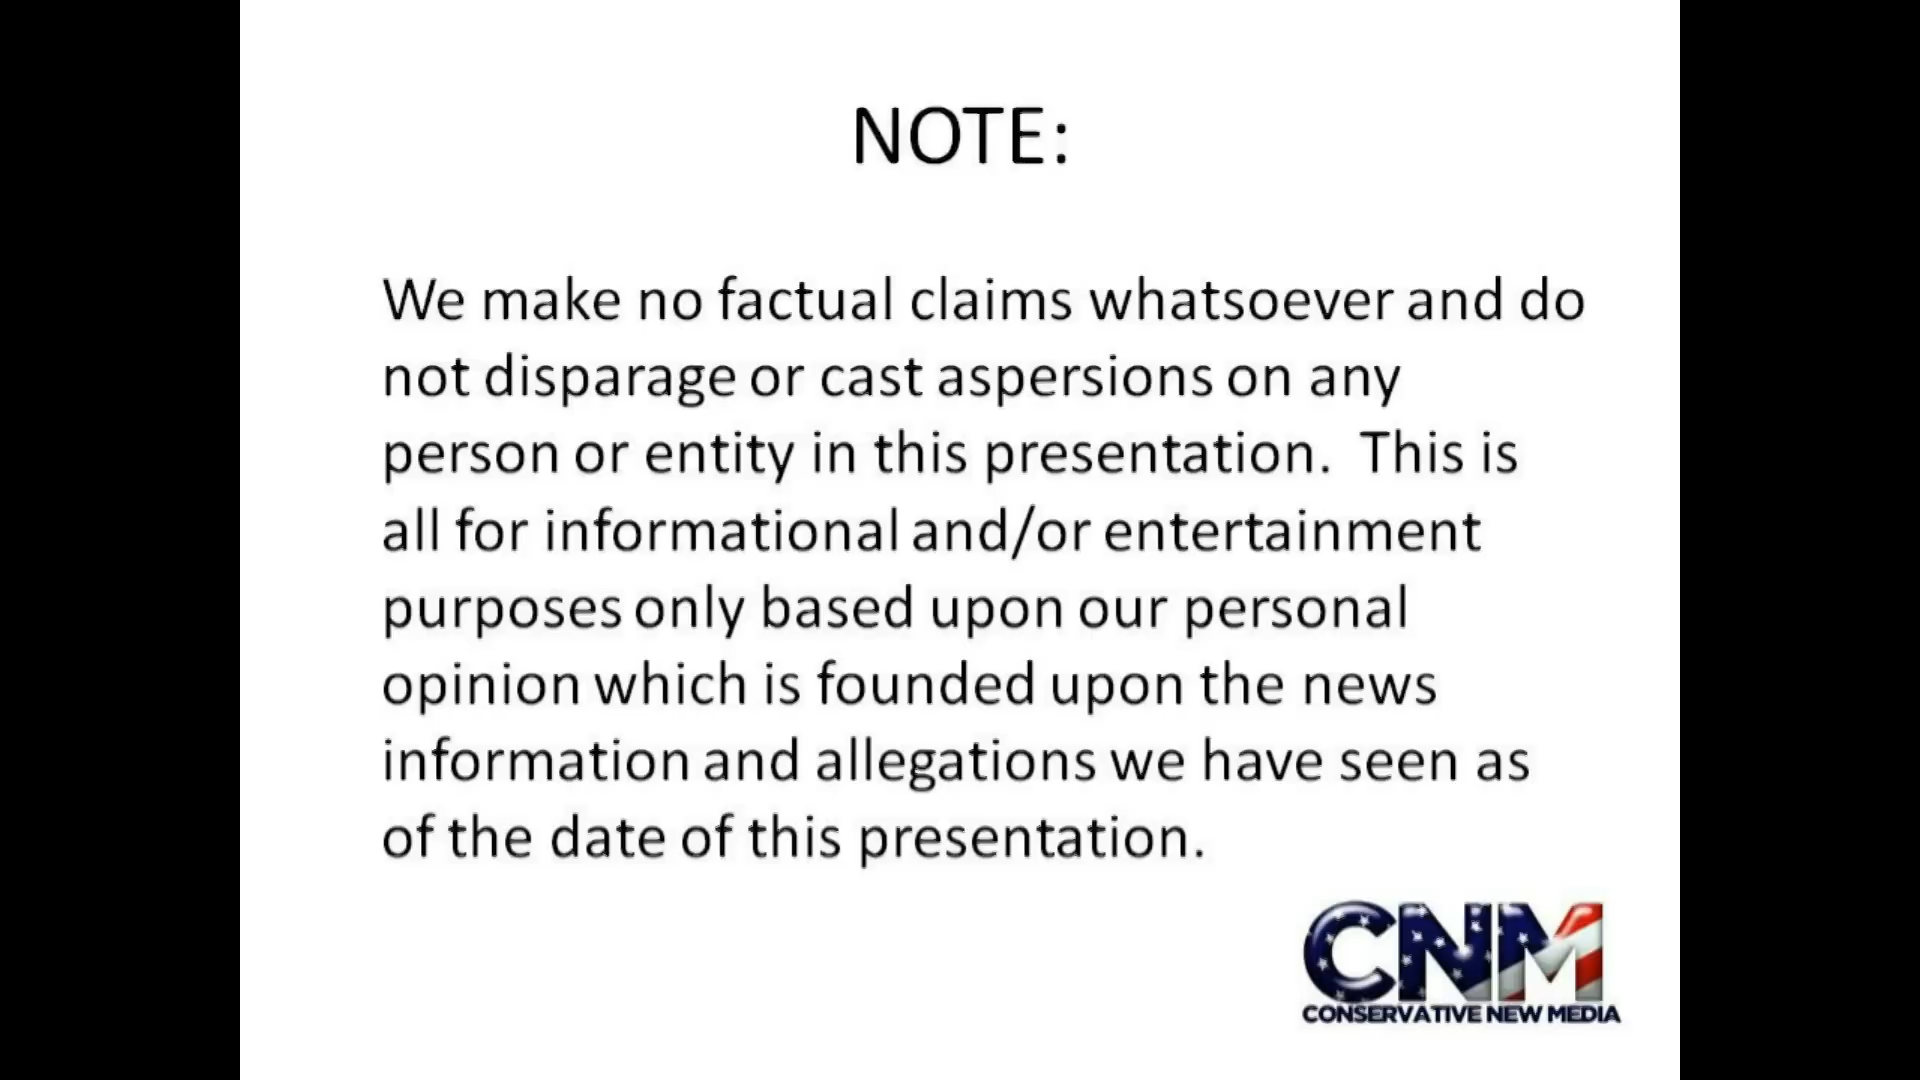 NOTE:
We make no factual claims whatsoever and do
not disparage or cast aspersions on any
person or entity in this presentation.  This is
all for informational and/or entertainment
purposes only based upon our personal
opinion which is founded upon the news
information and allegations we have seen as
of the date of this presentation.
CNM
CONSERVATIVE NEW MEDIA